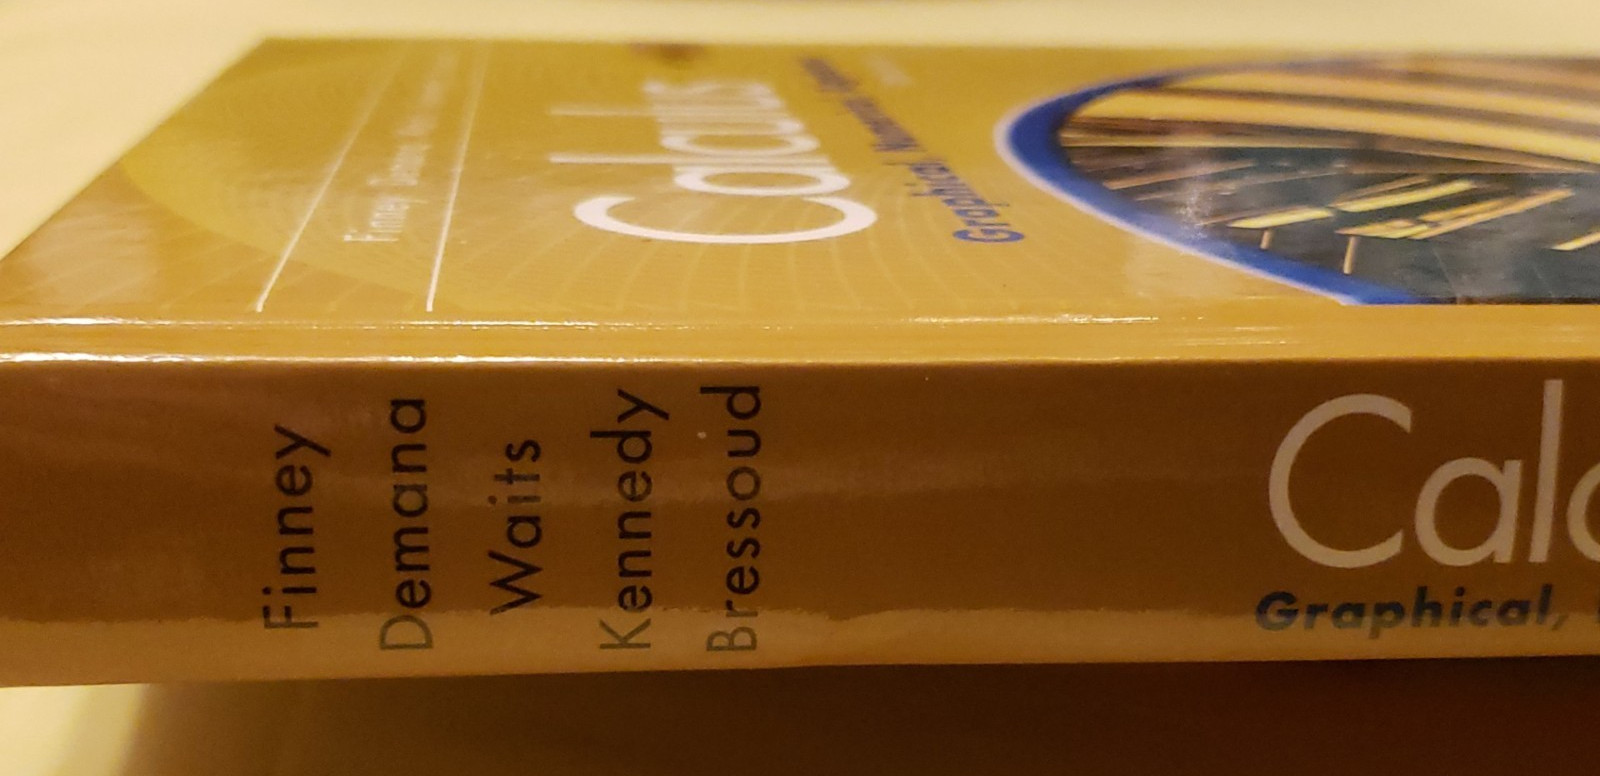 Finney Demana
Calculus
Graphical, Numerical,
Finney
Demana
Waits
Kennedy
Bressoud
Calc
Graphical,